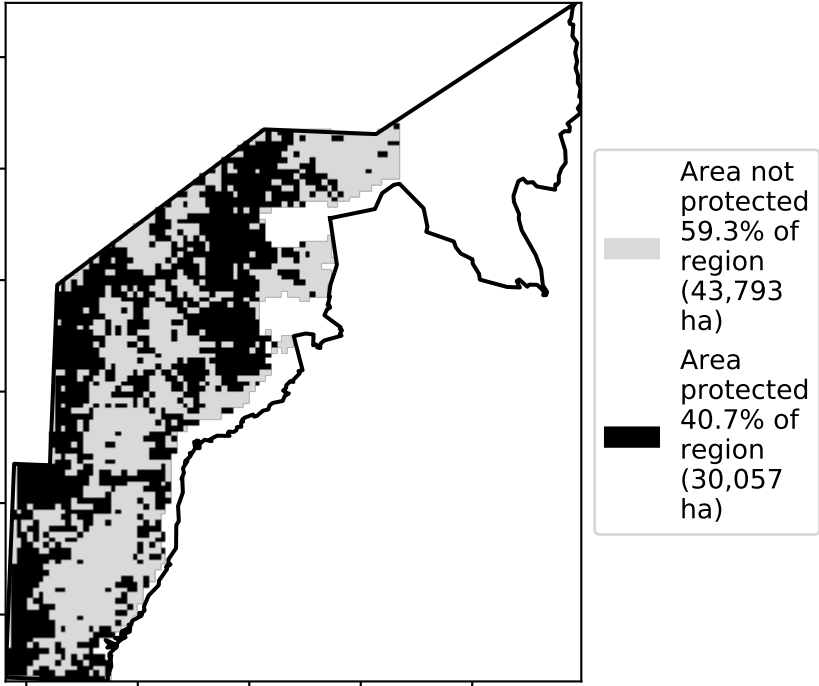 Area not
protected
59.3% of
region
(43,793
ha)
Area
protected
40.7% of
region
(30,057
ha)